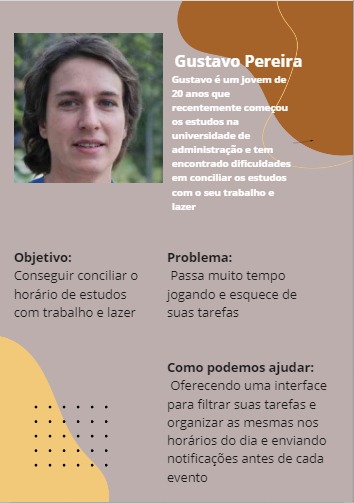 Gustavo Pereira
Gustavo é um jovem de
20 anos que
recentemente começou
os estudos na
universidade de
administração e tem
encontrado dificuldades
em conciliar os estudos
com o seu trabalho e
lazer
Objetivo:
Conseguir conciliar o
horário de estudos
com trabalho e lazer
Problema:
Passa muito tempo
jogando e esquece de
suas tarefas
Como podemos ajudar:
Oferecendo uma interface
para filtrar suas tarefas e
organizar as mesmas nos
horários do dia e enviando
notificações antes de cada
evento